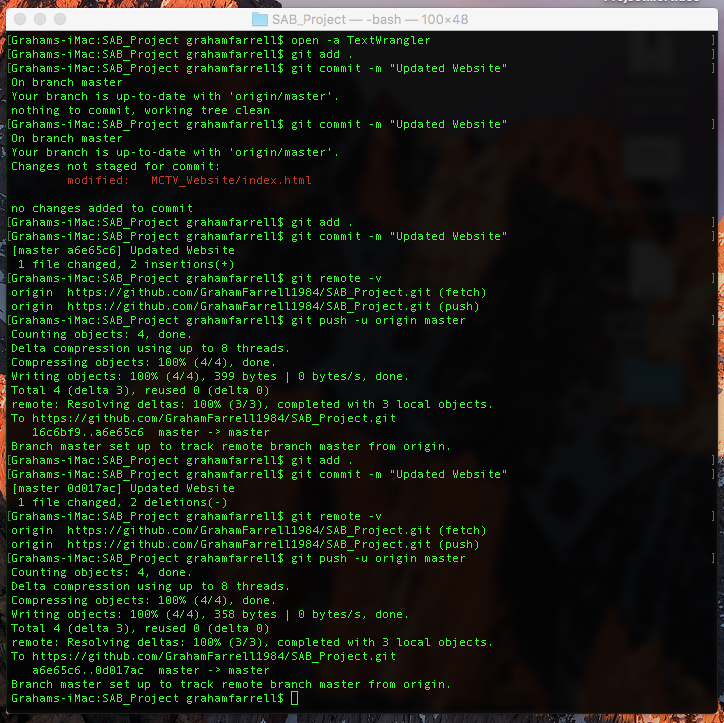 SAB_Project — -bash — 100×48
[Grahams-iMac:SAB_Project grahamfarrell$ open -a TextWrangler ]
[Grahams-iMac:SAB_Project grahamfarrell$ git add . ]
[Grahams-iMac:SAB_Project grahamfarrell$ git commit -m "Updated Website" ]
On branch master
Your branch is up-to-date with 'origin/master'.
nothing to commit, working tree clean
[Grahams-iMac:SAB_Project grahamfarrell$ git commit -m "Updated Website" ]
On branch master
Your branch is up-to-date with 'origin/master'.
Changes not staged for commit:
modified: MCTV_Website/index.html
no changes added to commit
[Grahams-iMac:SAB_Project grahamfarrell$ git add . ]
[Grahams-iMac:SAB_Project grahamfarrell$ git commit -m "Updated Website" ]
[master a6e65c6] Updated Website
1 file changed, 2 insertions(+)
[Grahams-iMac:SAB_Project grahamfarrell$ git remote -v ]
origin https://github.com/GrahamFarrell1984/SAB_Project.git (fetch)
origin https://github.com/GrahamFarrell1984/SAB_Project.git (push)
[Grahams-iMac:SAB_Project grahamfarrell$ git push -u origin master ]
Counting objects: 4, done.
Delta compression using up to 8 threads.
Compressing objects: 100% (4/4), done.
Writing objects: 100% (4/4), 399 bytes | 0 bytes/s, done.
Total 4 (delta 3), reused 0 (delta 0)
remote: Resolving deltas: 100% (3/3), completed with 3 local objects.
To https://github.com/GrahamFarrell1984/SAB_Project.git
16c6bf9..a6e65c6 master -> master
Branch master set up to track remote branch master from origin.
[Grahams-iMac:SAB_Project grahamfarrell$ git add . ]
[Grahams-iMac:SAB_Project grahamfarrell$ git commit -m "Updated Website" ]
[master 0d017ac] Updated Website
1 file changed, 2 deletions(-)
[Grahams-iMac:SAB_Project grahamfarrell$ git remote -v ]
origin https://github.com/GrahamFarrell1984/SAB_Project.git (fetch)
origin https://github.com/GrahamFarrell1984/SAB_Project.git (push)
[Grahams-iMac:SAB_Project grahamfarrell$ git push -u origin master ]
Counting objects: 4, done.
Delta compression using up to 8 threads.
Compressing objects: 100% (4/4), done.
Writing objects: 100% (4/4), 358 bytes | 0 bytes/s, done.
Total 4 (delta 3), reused 0 (delta 0)
remote: Resolving deltas: 100% (3/3), completed with 3 local objects.
To https://github.com/GrahamFarrell1984/SAB_Project.git
a6e65c6..0d017ac master -> master
Branch master set up to track remote branch master from origin.
Grahams-iMac:SAB_Project grahamfarrell$